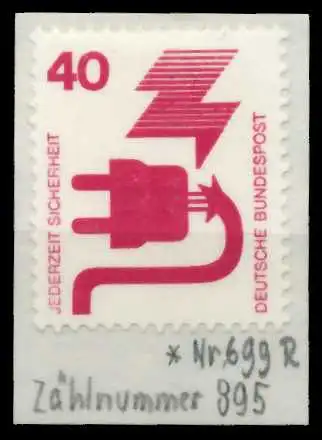 40
JEDERZEIT SICHERHEIT
DEUTSCHE BUNDESPOST
* Nr. 699 R
Zählnummer 895